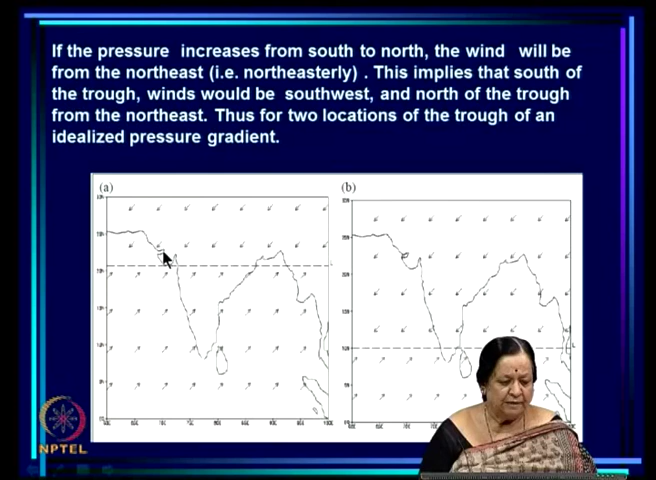 If the pressure increases from south to north, the wind will be
from the northeast (i.e. northeasterly) . This implies that south of
the trough, winds would be southwest, and north of the trough
from the northeast. Thus for two locations of the trough of an
idealized pressure gradient.
(a)
(b)
NPTEL